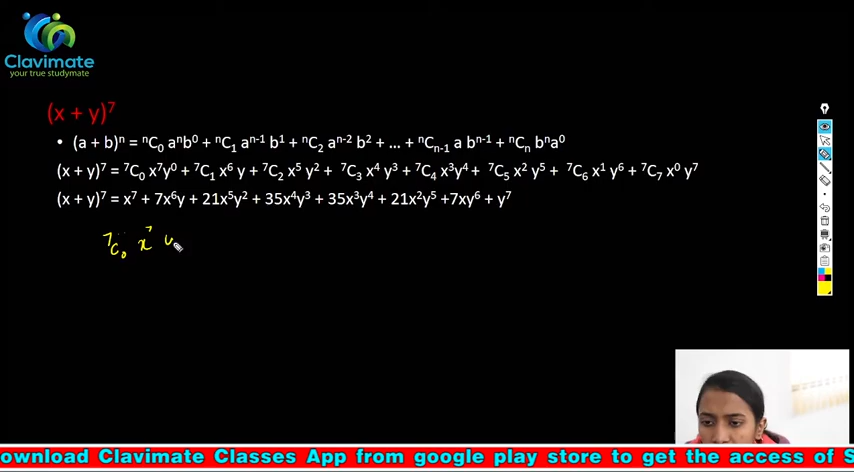 Clavimate
your true studymate
(x + y)⁷
• (a + b)ⁿ = ⁿC₀ aⁿb⁰ + ⁿC₁ aⁿ⁻¹ b¹ + ⁿC₂ aⁿ⁻² b² + ... + ⁿCₙ₋₁ a bⁿ⁻¹ + ⁿCₙ bⁿa⁰
(x + y)⁷ = ⁷C₀ x⁷y⁰ + ⁷C₁ x⁶ y + ⁷C₂ x⁵ y² + ⁷C₃ x⁴ y³ + ⁷C₄ x³y⁴ + ⁷C₅ x² y⁵ + ⁷C₆ x¹ y⁶ + ⁷C₇ x⁰ y⁷
(x + y)⁷ = x⁷ + 7x⁶y + 21x⁵y² + 35x⁴y³ + 35x³y⁴ + 21x²y⁵ +7xy⁶ + y⁷
⁷C₀ x⁷
ownload Clavimate Classes App from google play store to get the access of S